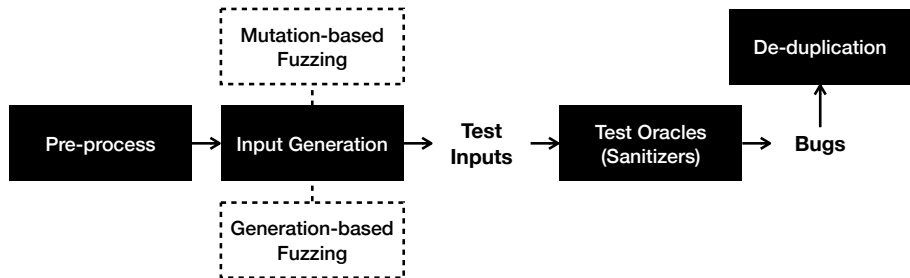 Mutation-based
Fuzzing
De-duplication
Pre-process
Input Generation
Test
Inputs
Test Oracles
(Sanitizers)
Bugs
Generation-based
Fuzzing